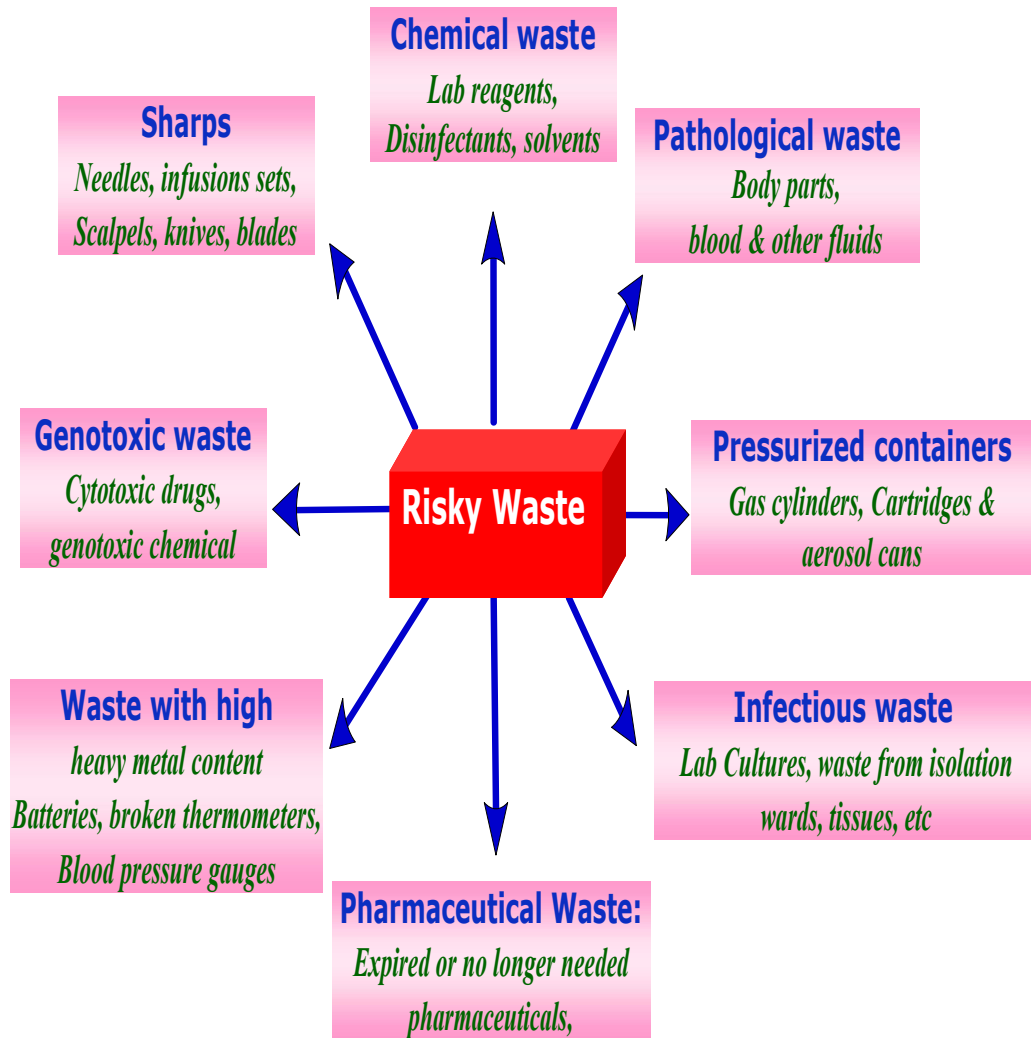 Chemical waste
Lab reagents,
Disinfectants, solvents
Sharps
Needles, infusions sets,
Scalpels, knives, blades
Pathological waste
Body parts,
blood & other fluids
Genotoxic waste
Cytotoxic drugs,
genotoxic chemical
Risky Waste
Pressurized containers
Gas cylinders, Cartridges &
aerosol cans
Waste with high
heavy metal content
Batteries, broken thermometers,
Blood pressure gauges
Infectious waste
Lab Cultures, waste from isolation
wards, tissues, etc
Pharmaceutical Waste:
Expired or no longer needed
pharmaceuticals,